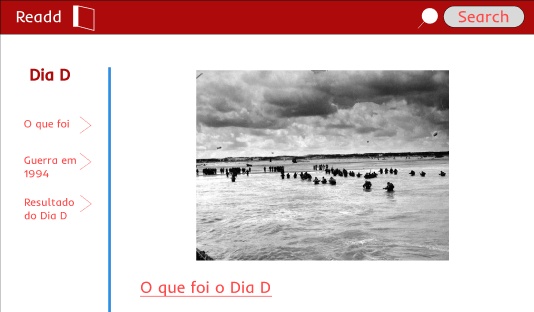 Readd
Search
Dia D
O que foi
Guerra em
1994
Resultado
do Dia D
O que foi o Dia D